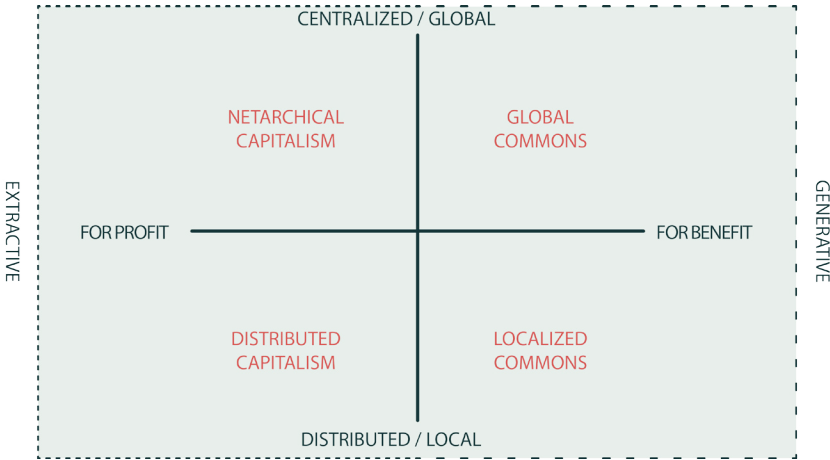 CENTRALIZED / GLOBAL
NETARCHICAL
CAPITALISM
GLOBAL
COMMONS
EXTRACTIVE
FOR PROFIT
FOR BENEFIT
GENERATIVE
DISTRIBUTED
CAPITALISM
LOCALIZED
COMMONS
DISTRIBUTED / LOCAL